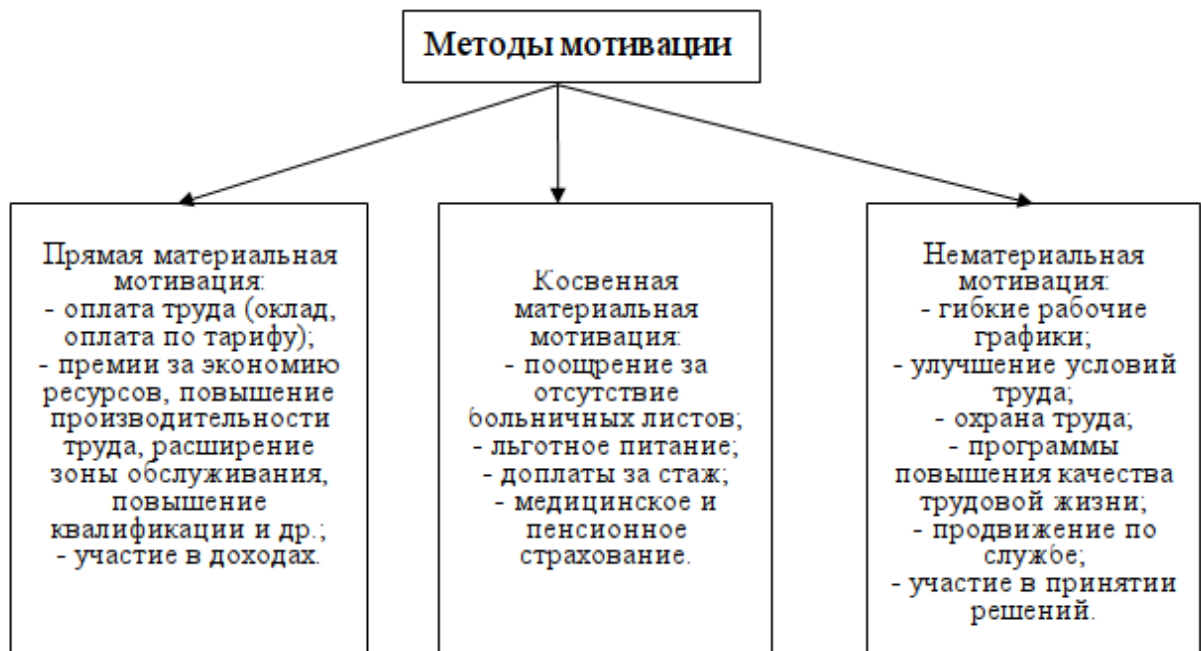 Методы мотивации
Прямая материальная
мотивация:
- оплата труда (оклад,
оплата по тарифу);
- премии за экономию
ресурсов, повышение
производительности
труда, расширение
зоны обслуживания,
повышение
квалификации и др.;
- участие в доходах.
Косвенная
материальная
мотивация:
- поощрение за
отсутствие
больничных листов;
- льготное питание;
- доплаты за стаж;
- медицинское и
пенсионное
страхование.
Нематериальная
мотивация:
- гибкие рабочие
графики;
- улучшение условий
труда;
- охрана труда;
- программы
повышения качества
трудовой жизни;
- продвижение по
службе;
- участие в принятии
решений.